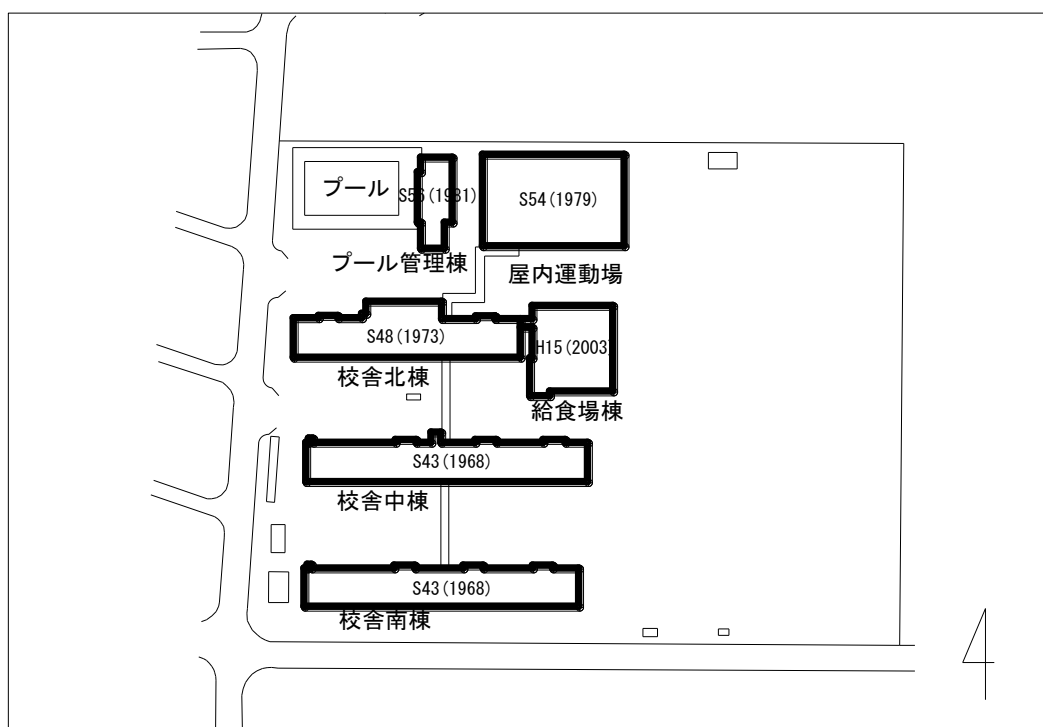 プール
S56(1981)
S54(1979)
プール管理棟
屋内運動場
S48(1973)
H15(2003)
校舎北棟
給食場棟
S43(1968)
校舎中棟
S43(1968)
校舎南棟